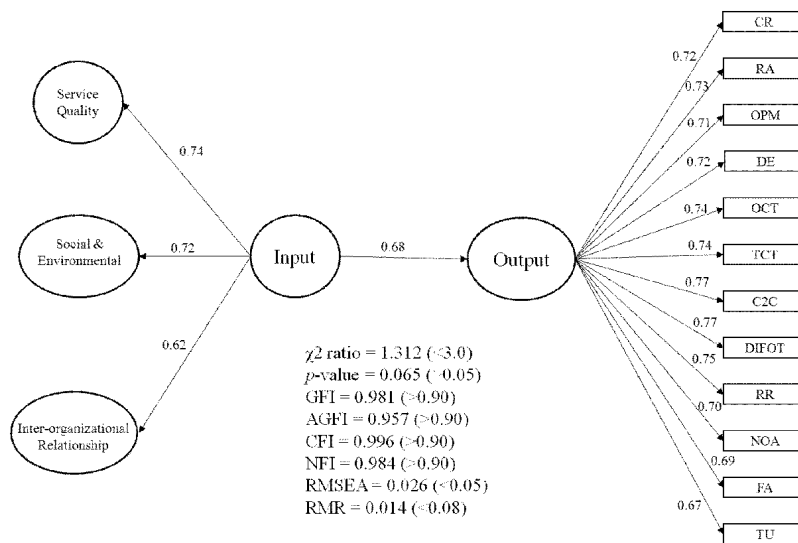 Service
Quality
Social &
Environmental
Inter-organizational
Relationship
0.74
0.72
0.62
Input
0.68
Output
0.72
0.73
0.71
0.72
0.74
0.74
0.77
0.77
0.75
0.70
0.69
0.67
CR
RA
OPM
DE
OCT
TCT
C2C
DIFOT
RR
NOA
FA
TU
χ2 ratio = 1.312 (<3.0)
p-value = 0.065 (>0.05)
GFI = 0.981 (>0.90)
AGFI = 0.957 (>0.90)
CFI = 0.996 (>0.90)
NFI = 0.984 (>0.90)
RMSEA = 0.026 (<0.05)
RMR = 0.014 (<0.08)